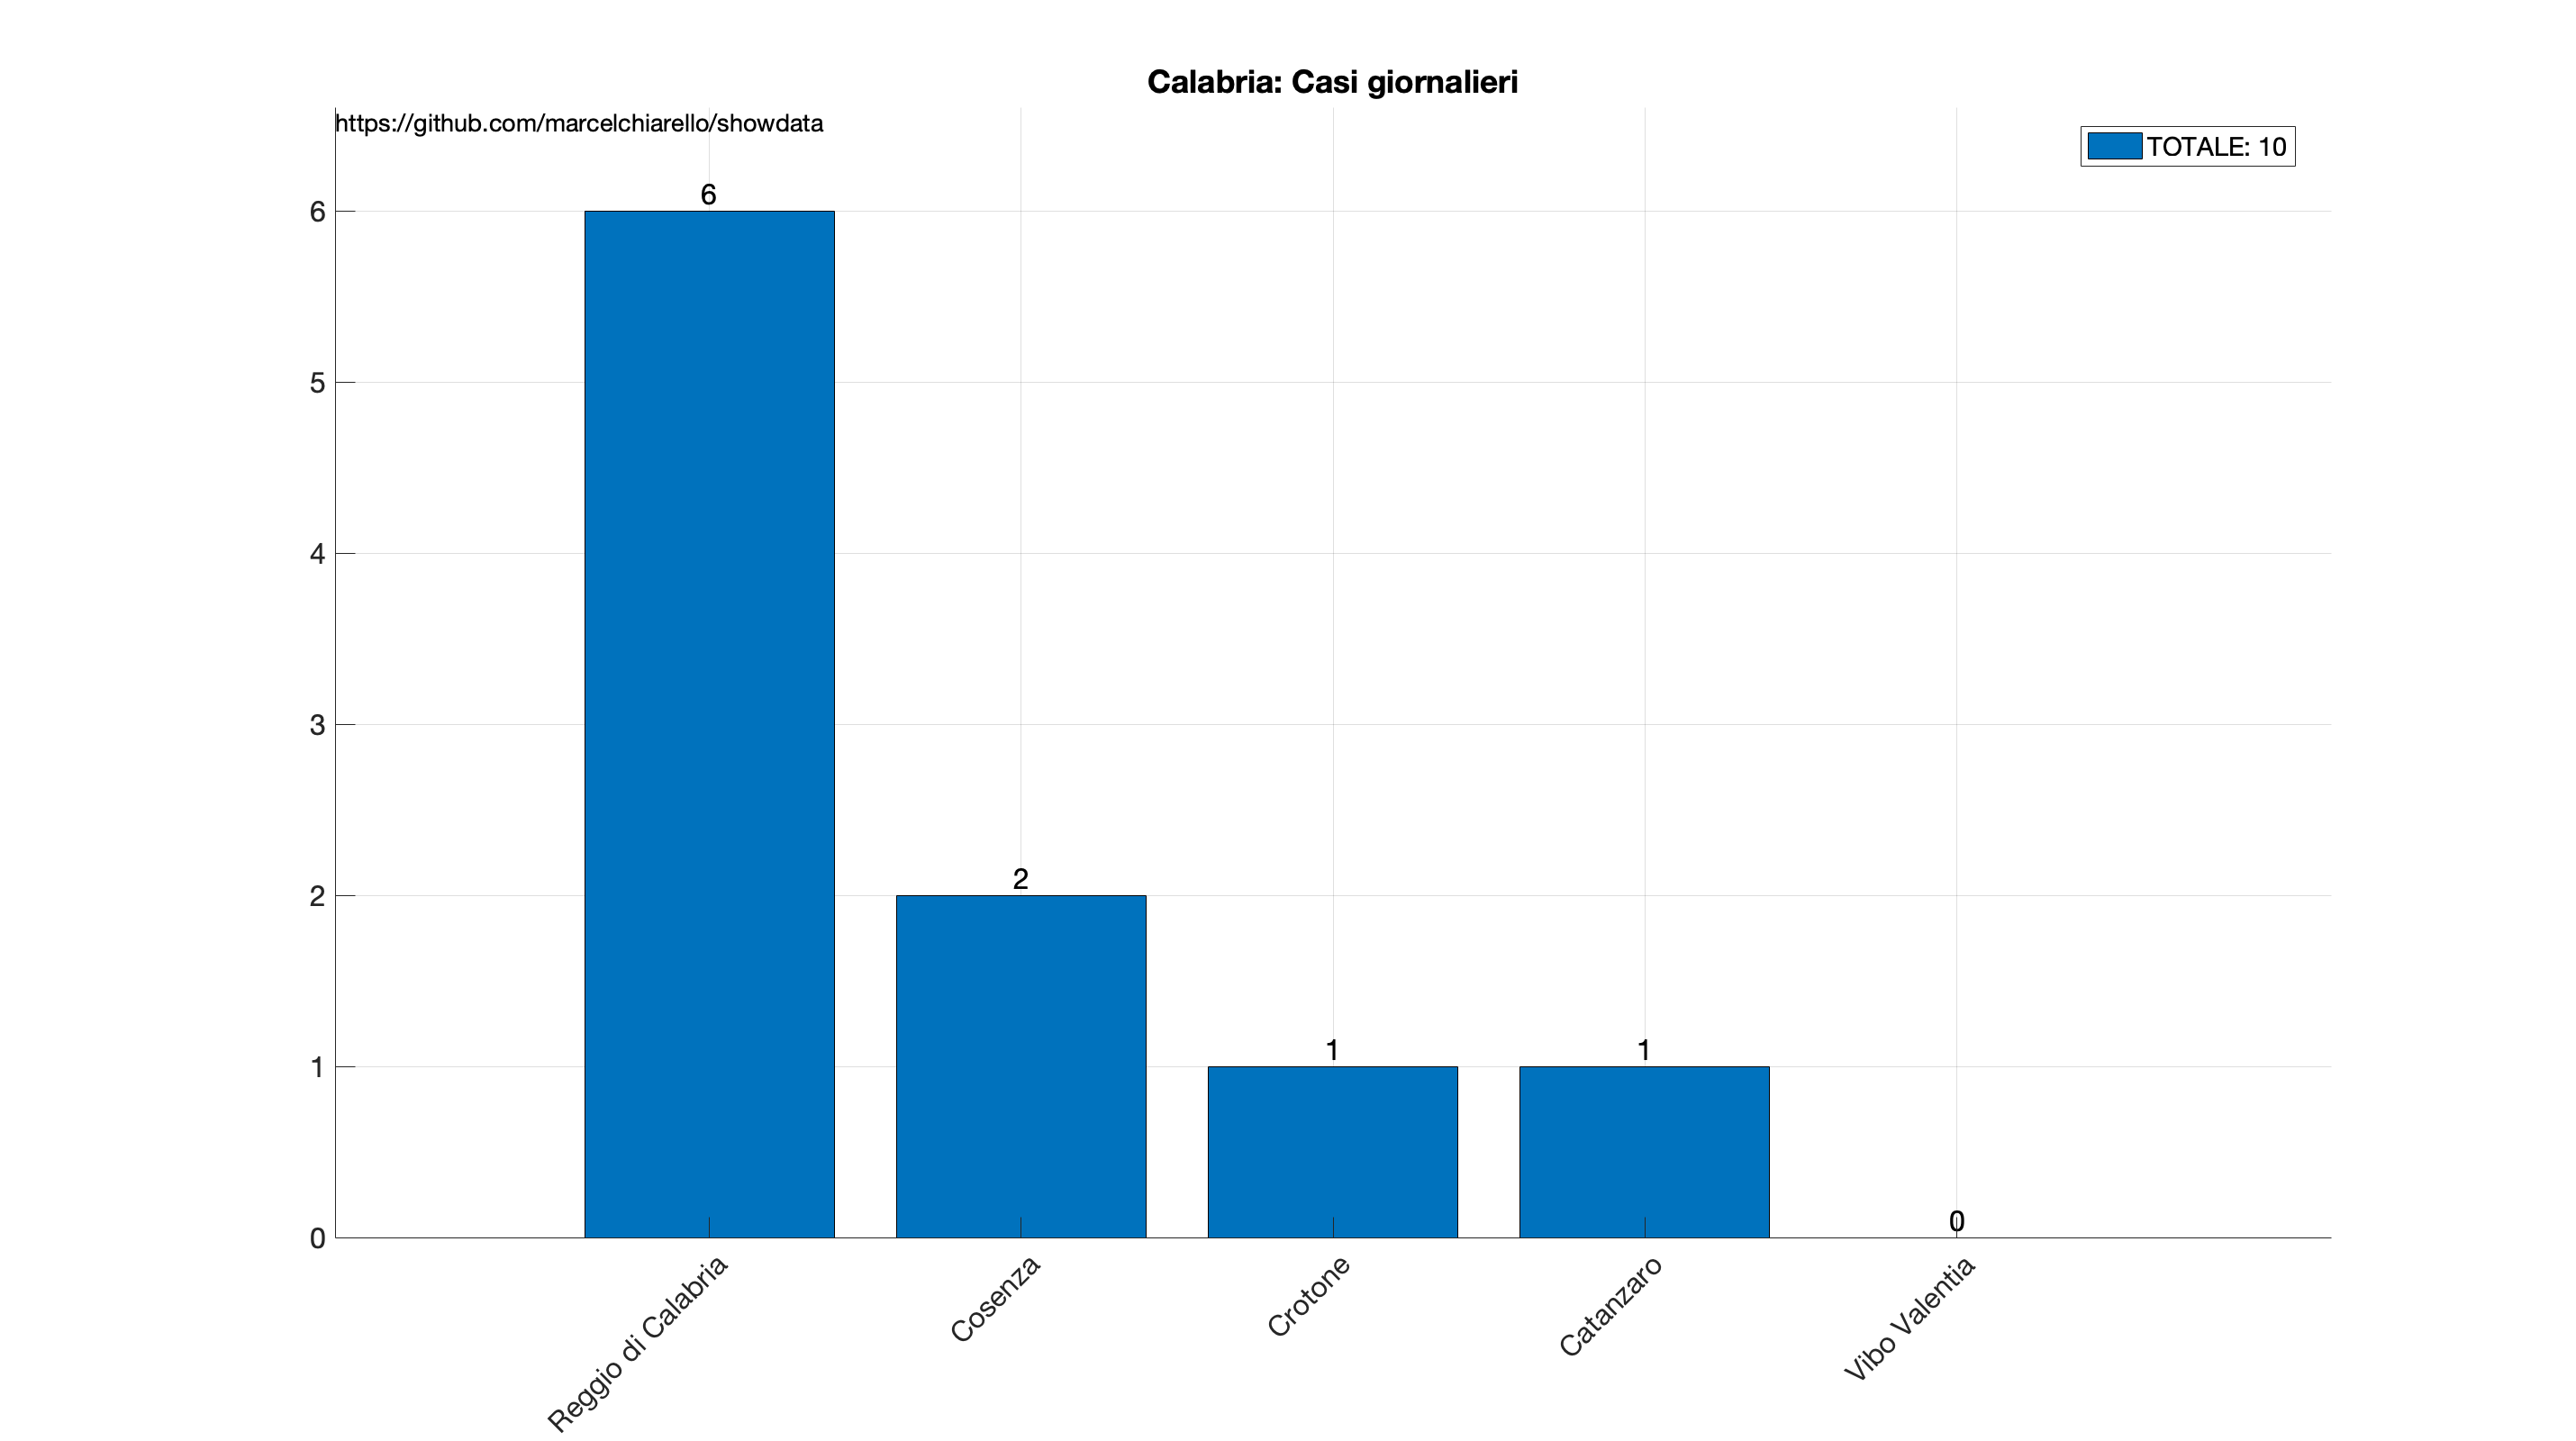 Calabria: Casi giornalieri
https://github.com/marcelchiarello/showdata
TOTALE: 10
6
6
5
4
3
2
2
1
1
1
0
0
Reggio di Calabria
Cosenza
Crotone
Catanzaro
Vibo Valentia